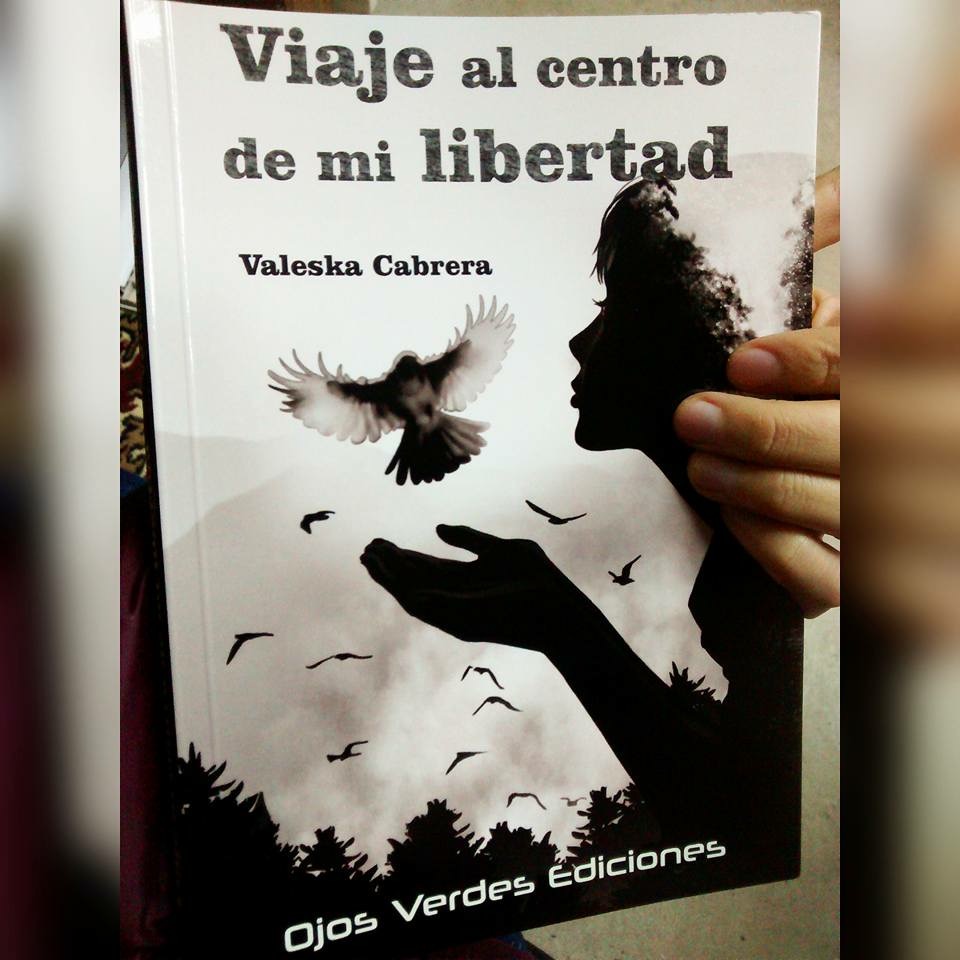 Viaje al centro
de mi libertad
Valeska Cabrera
Ojos Verdes Ediciones